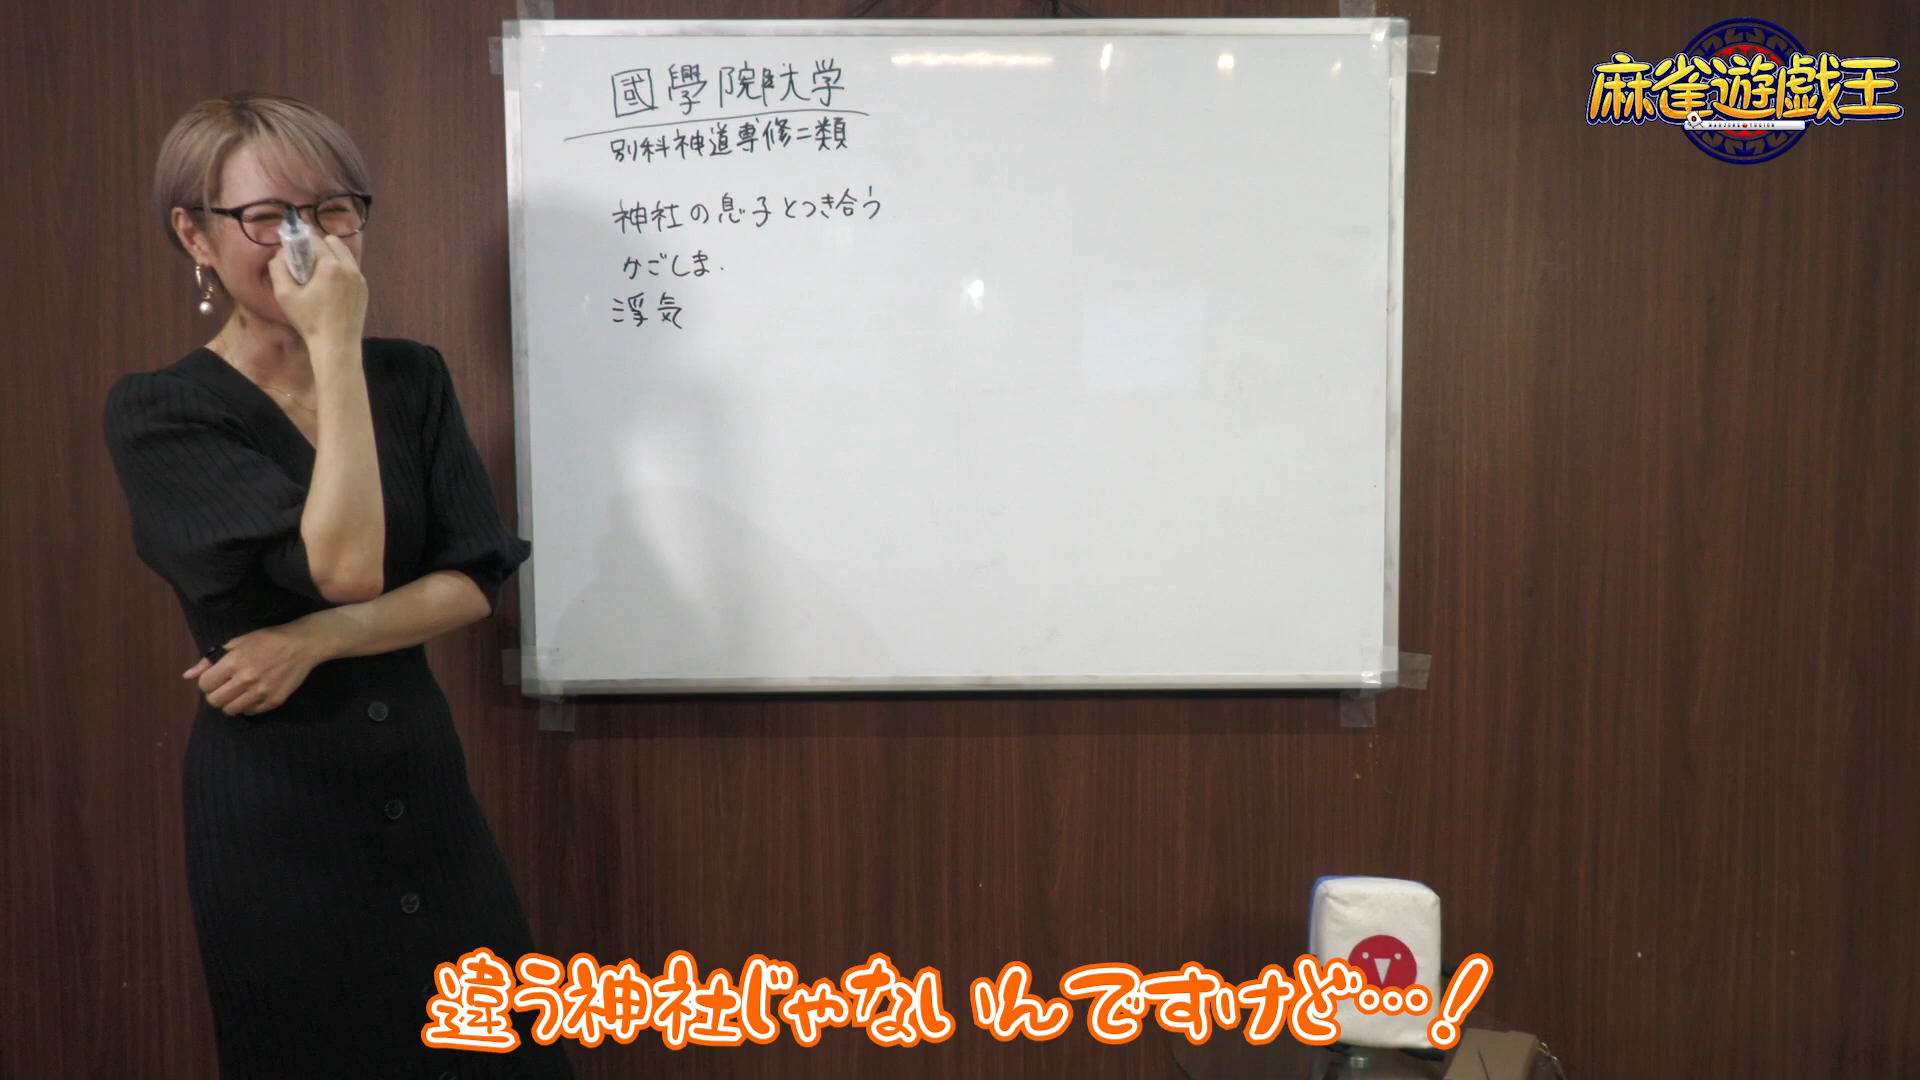 國學院大学
別科神道専修二類
神社の息子とつき合う
かごしま.
浮気
麻雀遊戯王
違う神社じゃないんですけど…!